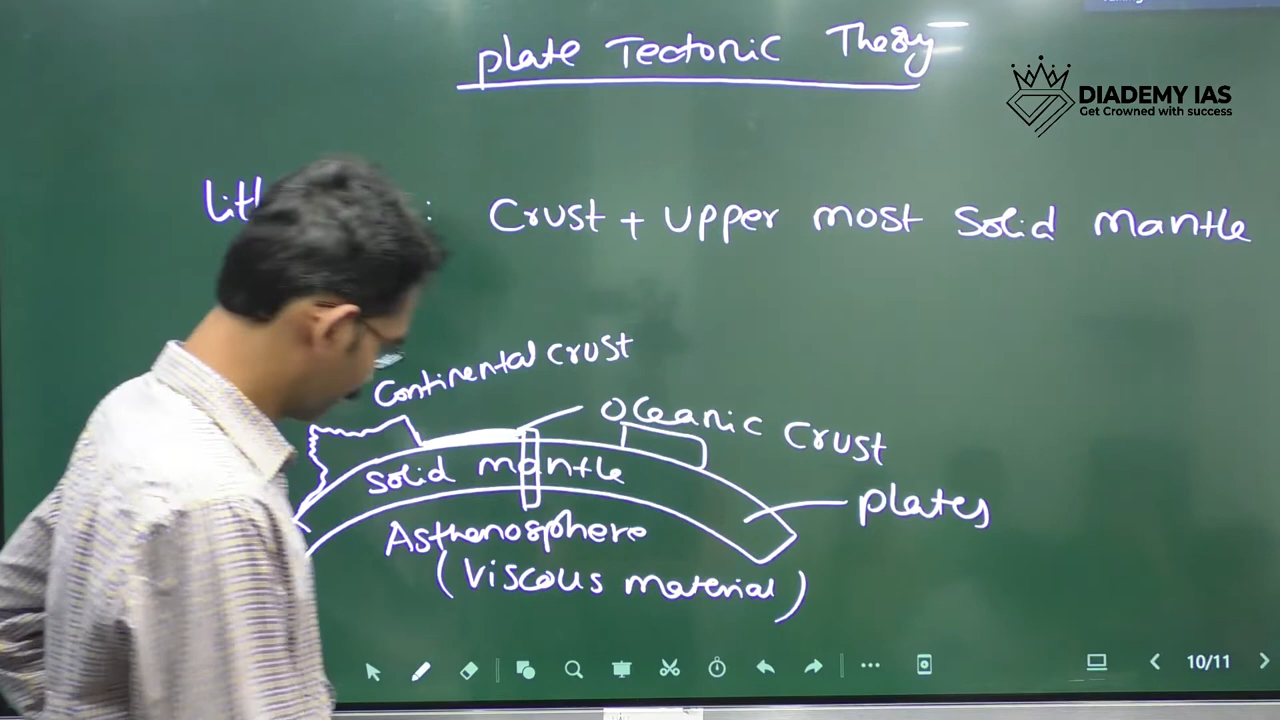 plate Tectonic Theory
DIADEMY IAS
Get Crowned with success
: Crust + upper most solid mantle
Continental crust
Oceanic crust
solid mantle
plates
Asthenosphere
(viscous material)
10/11